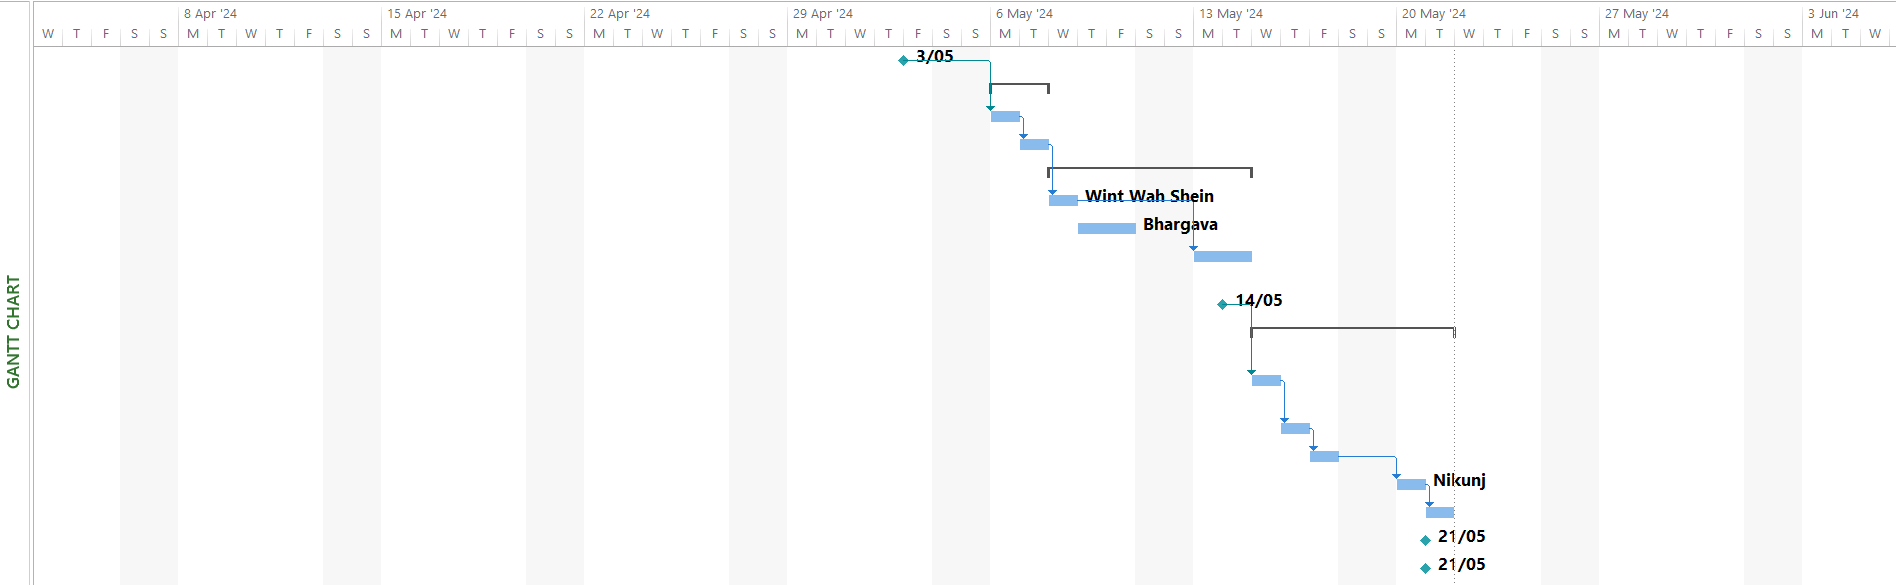 8 Apr '24 15 Apr '24 22 Apr '24 29 Apr '24 6 May '24 13 May '24 20 May '24 27 May '24 3 Jun '24
W T F S S M T W T F S S M T W T F S S M T W T F S S M T W T F S S M T W T F S S M T W T F S S M T W T F S S M T W T F S S M T W
3/05
Wint Wah Shein
Bhargava
14/05
GANTT CHART
Nikunj
21/05
21/05